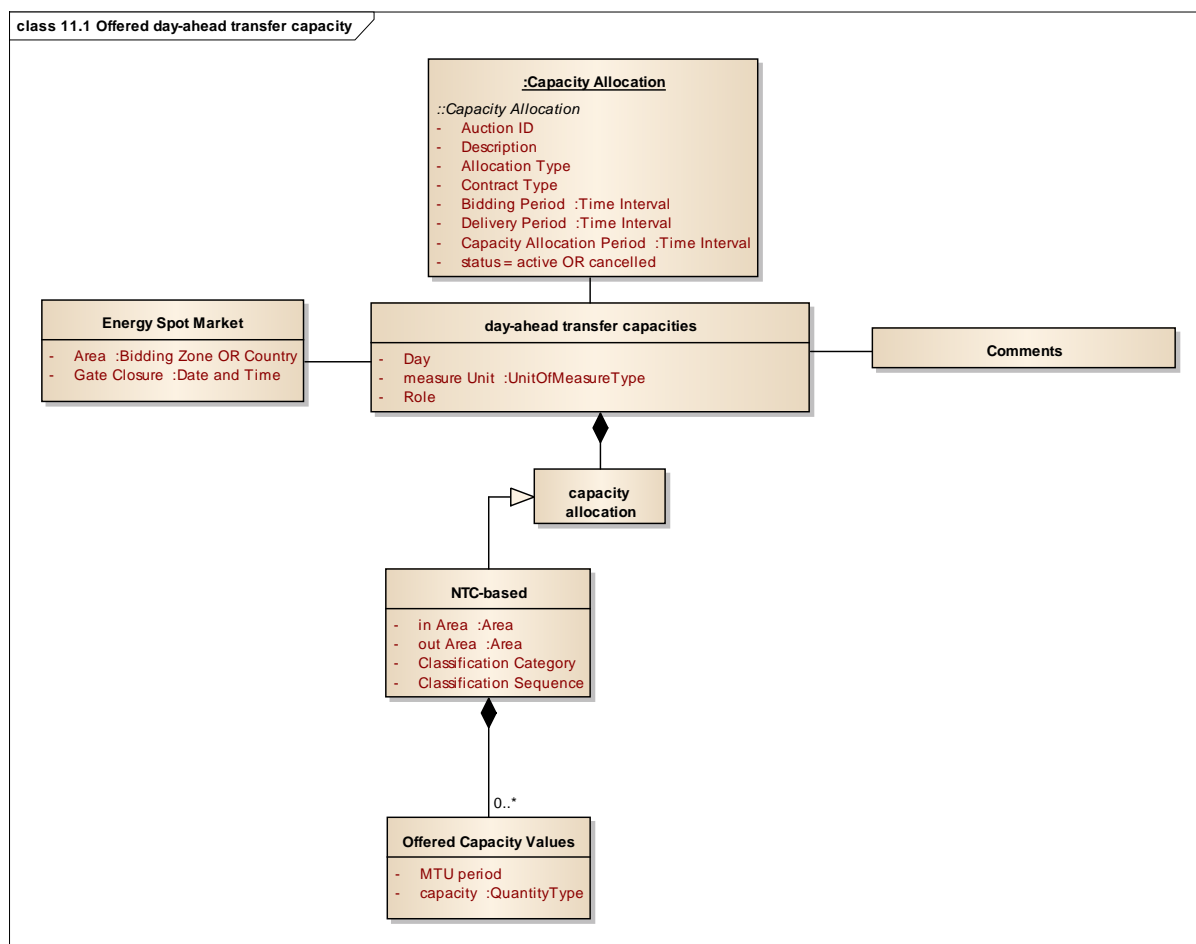 class 11.1 Offered day-ahead transfer capacity
:Capacity Allocation
::Capacity Allocation
- Auction ID
- Description
- Allocation Type
- Contract Type
- Bidding Period :Time Interval
- Delivery Period :Time Interval
- Capacity Allocation Period :Time Interval
- status = active OR cancelled
Energy Spot Market
- Area :Bidding Zone OR Country
- Gate Closure :Date and Time
day-ahead transfer capacities
- Day
- measure Unit :UnitOfMeasureType
- Role
Comments
capacity
allocation
NTC-based
- in Area :Area
- out Area :Area
- Classification Category
- Classification Sequence
0..*
Offered Capacity Values
- MTU period
- capacity :QuantityType